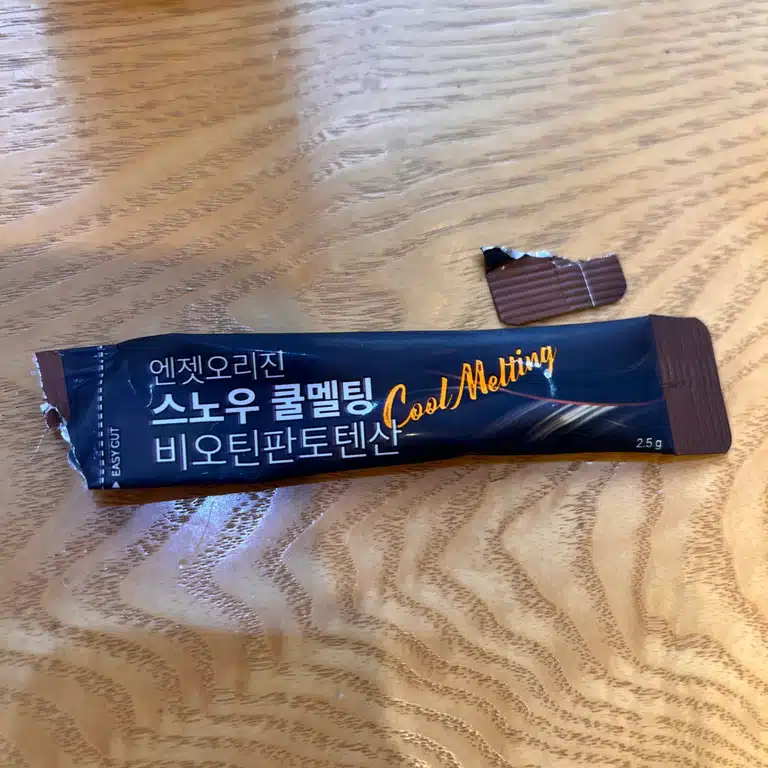 엔젯오리진
스노우 쿨멜팅
Cool Melting
비오틴판토텐산
EASY CUT
2.5 g